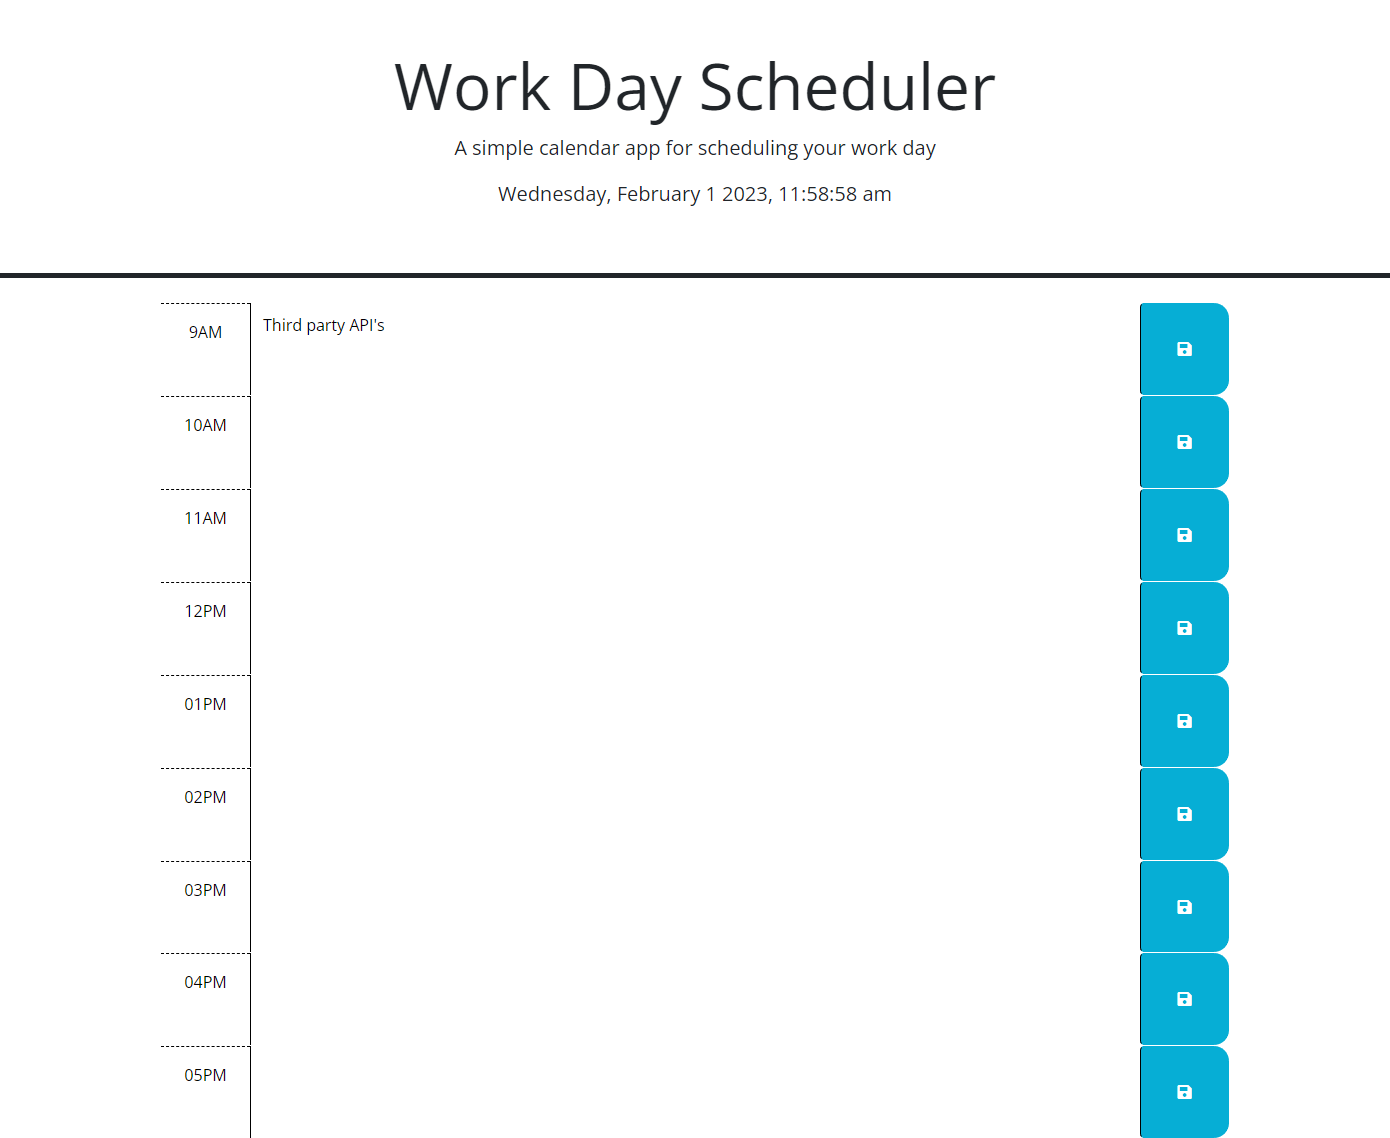 Work Day Scheduler
A simple calendar app for scheduling your work day
Wednesday, February 1 2023, 11:58:58 am
9AM
Third party API's
10AM
11AM
12PM
01PM
02PM
03PM
04PM
05PM